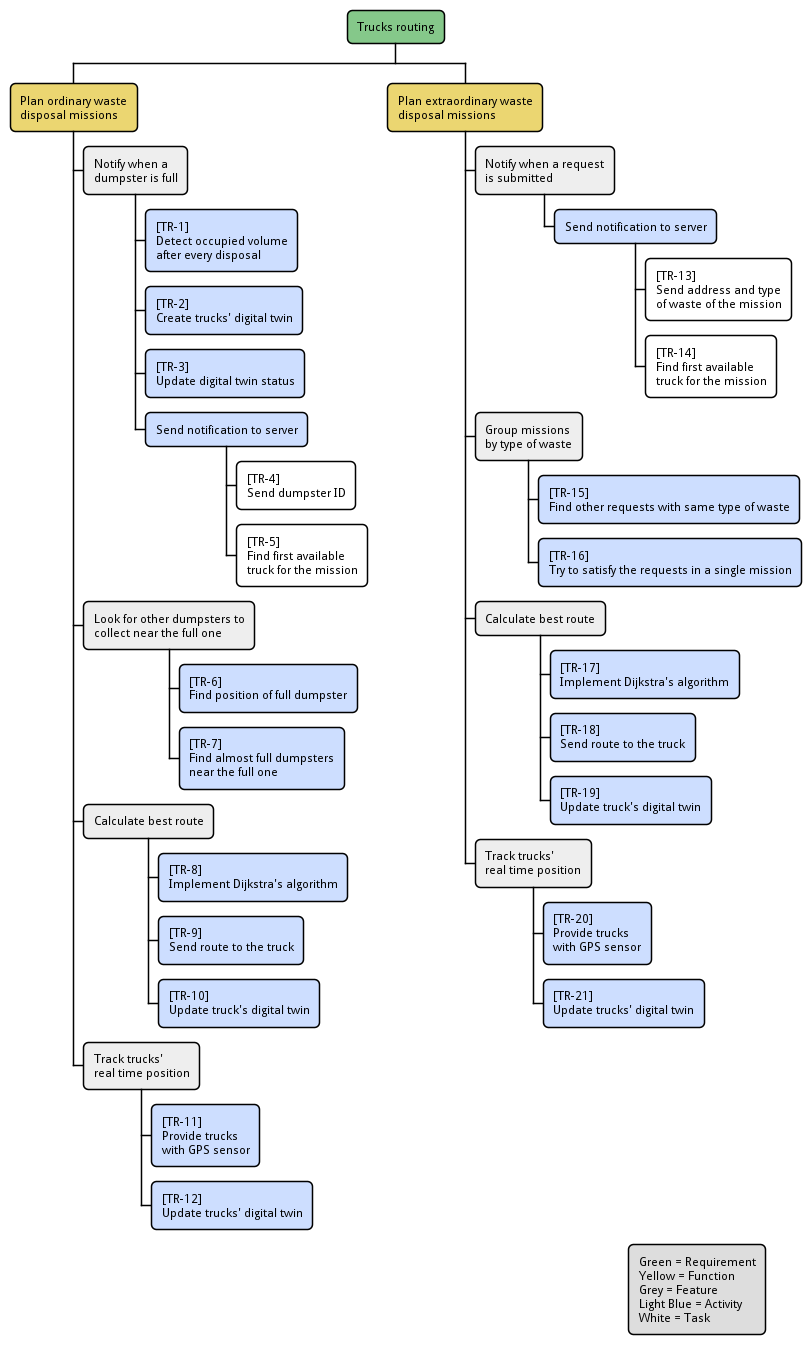 Trucks routing
Plan ordinary waste
disposal missions
Notify when a
dumpster is full
[TR-1]
Detect occupied volume
after every disposal
[TR-2]
Create trucks' digital twin
[TR-3]
Update digital twin status
Send notification to server
[TR-4]
Send dumpster ID
[TR-5]
Find first available
truck for the mission
Look for other dumpsters to
collect near the full one
[TR-6]
Find position of full dumpster
[TR-7]
Find almost full dumpsters
near the full one
Calculate best route
[TR-8]
Implement Dijkstra's algorithm
[TR-9]
Send route to the truck
[TR-10]
Update truck's digital twin
Track trucks'
real time position
[TR-11]
Provide trucks
with GPS sensor
[TR-12]
Update trucks' digital twin
Plan extraordinary waste
disposal missions
Notify when a request
is submitted
Send notification to server
[TR-13]
Send address and type
of waste of the mission
[TR-14]
Find first available
truck for the mission
Group missions
by type of waste
[TR-15]
Find other requests with same type of waste
[TR-16]
Try to satisfy the requests in a single mission
Calculate best route
[TR-17]
Implement Dijkstra's algorithm
[TR-18]
Send route to the truck
[TR-19]
Update truck's digital twin
Track trucks'
real time position
[TR-20]
Provide trucks
with GPS sensor
[TR-21]
Update trucks' digital twin
Green = Requirement
Yellow = Function
Grey = Feature
Light Blue = Activity
White = Task